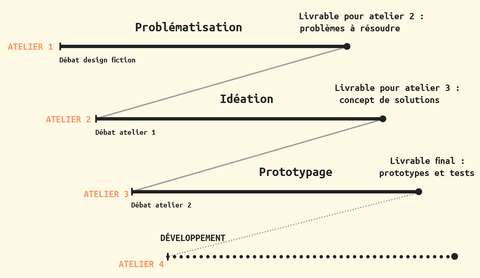 Problématisation
Livrable pour atelier 2 :
problèmes à résoudre
ATELIER 1
Débat design fiction
Idéation
Livrable pour atelier 3 :
concept de solutions
ATELIER 2
Débat atelier 1
Prototypage
Livrable final :
prototypes et tests
ATELIER 3
Débat atelier 2
DÉVELOPPEMENT
ATELIER 4